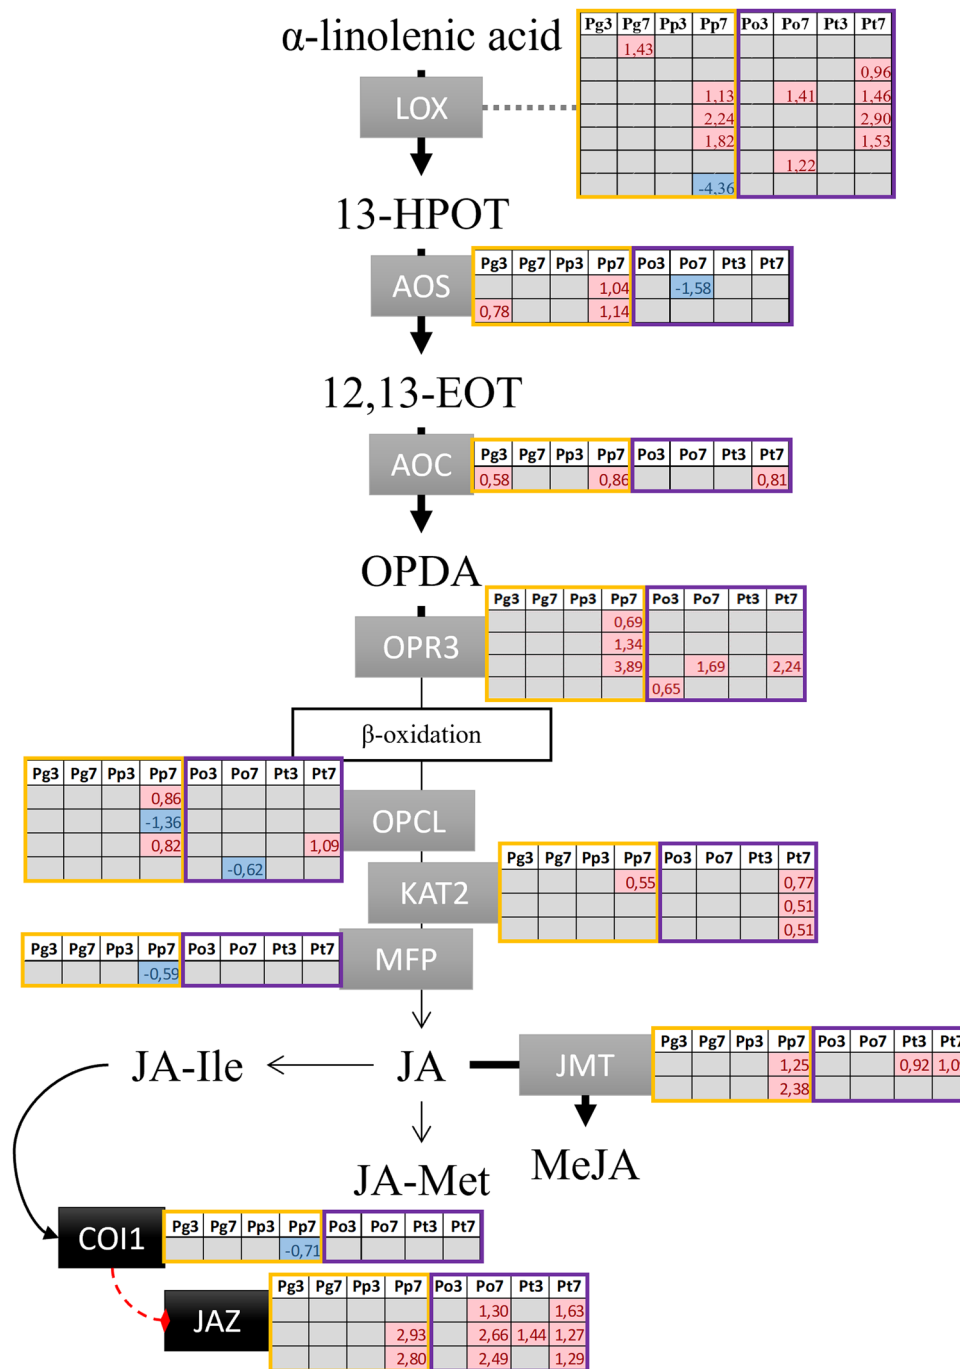 α-linolenic acid
Pg3 Pg7 Pp3 Pp7 Po3 Po7 Pt3 Pt7
1,43
0,96
LOX
1,13 1,41 1,46
2,24 2,90
1,82 1,53
1,22
-4,36
13-HPOT
Pg3 Pg7 Pp3 Pp7 Po3 Po7 Pt3 Pt7
AOS
1,04 -1,58
0,78 1,14
12,13-EOT
Pg3 Pg7 Pp3 Pp7 Po3 Po7 Pt3 Pt7
AOC
0,58 0,86 0,81
OPDA
Pg3 Pg7 Pp3 Pp7 Po3 Po7 Pt3 Pt7
0,69
OPR3
1,34
3,89 1,69 2,24
0,65
β-oxidation
Pg3 Pg7 Pp3 Pp7 Po3 Po7 Pt3 Pt7
0,86
OPCL
-1,36
0,82 1,09
-0,62
Pg3 Pg7 Pp3 Pp7 Po3 Po7 Pt3 Pt7
KAT2
0,55 0,77
0,51
0,51
Pg3 Pg7 Pp3 Pp7 Po3 Po7 Pt3 Pt7
MFP
-0,59
Pg3 Pg7 Pp3 Pp7 Po3 Po7 Pt3 Pt7
JA-Ile JA JMT
1,25 0,92
2,38
MeJA
JA-Met
Pg3 Pg7 Pp3 Pp7 Po3 Po7 Pt3 Pt7
COI1
-0,71
Pg3 Pg7 Pp3 Pp7 Po3 Po7 Pt3 Pt7
1,30 1,63
JAZ
2,93 2,66 1,44 1,27
2,80 2,49 1,29